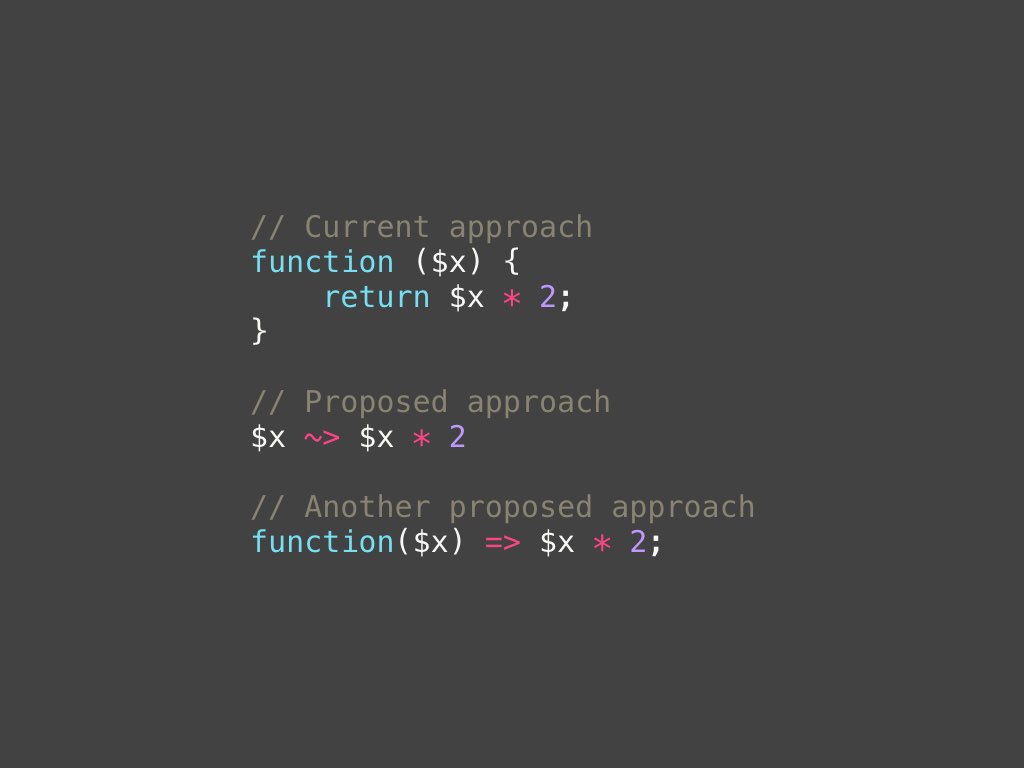 // Current approach
function ($x) {
    return $x * 2;
}

// Proposed approach
$x ~> $x * 2

// Another proposed approach
function($x) => $x * 2;